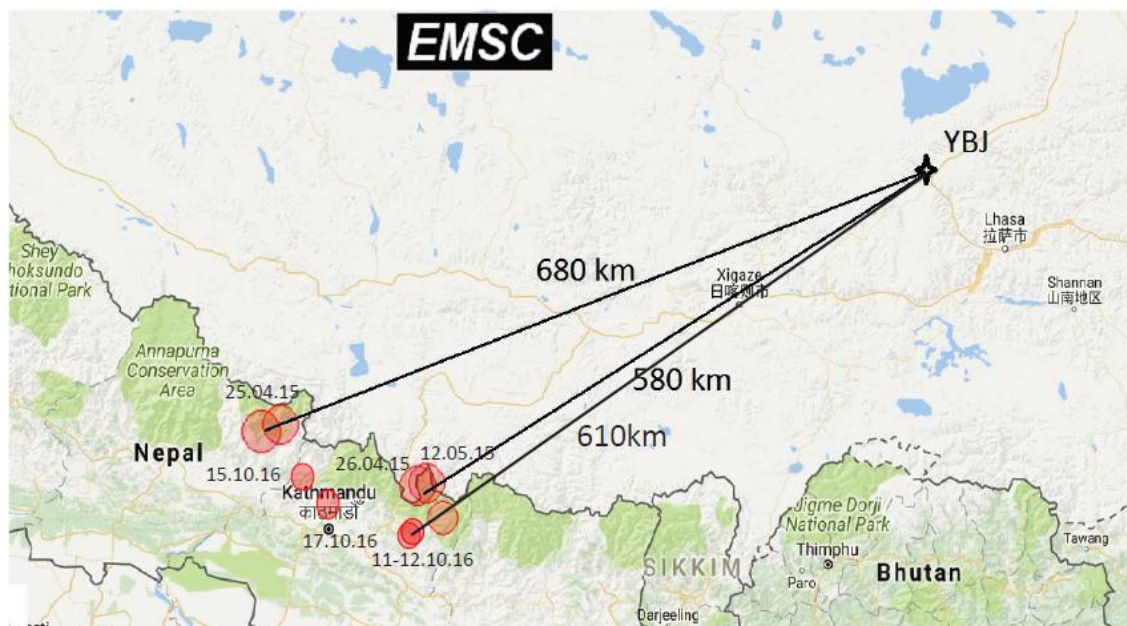 EMSC
YBJ
Lhasa
拉萨市
Shey
hoksundo
tional Park
680 km
Xigaze
日喀则市
Shannan
山南地区
Annapurna
Conservation
Area
25.04.15
580 km
610km
Nepal
26.04.15
12.05.15
15.10.16
Kathmandu
काठमाडौँ
17.10.16
11-12.10.16
SIKKIM
Jigme Dorji
National Park
Thimphu
Tawang
Paro
Bhutan
Darjeeling